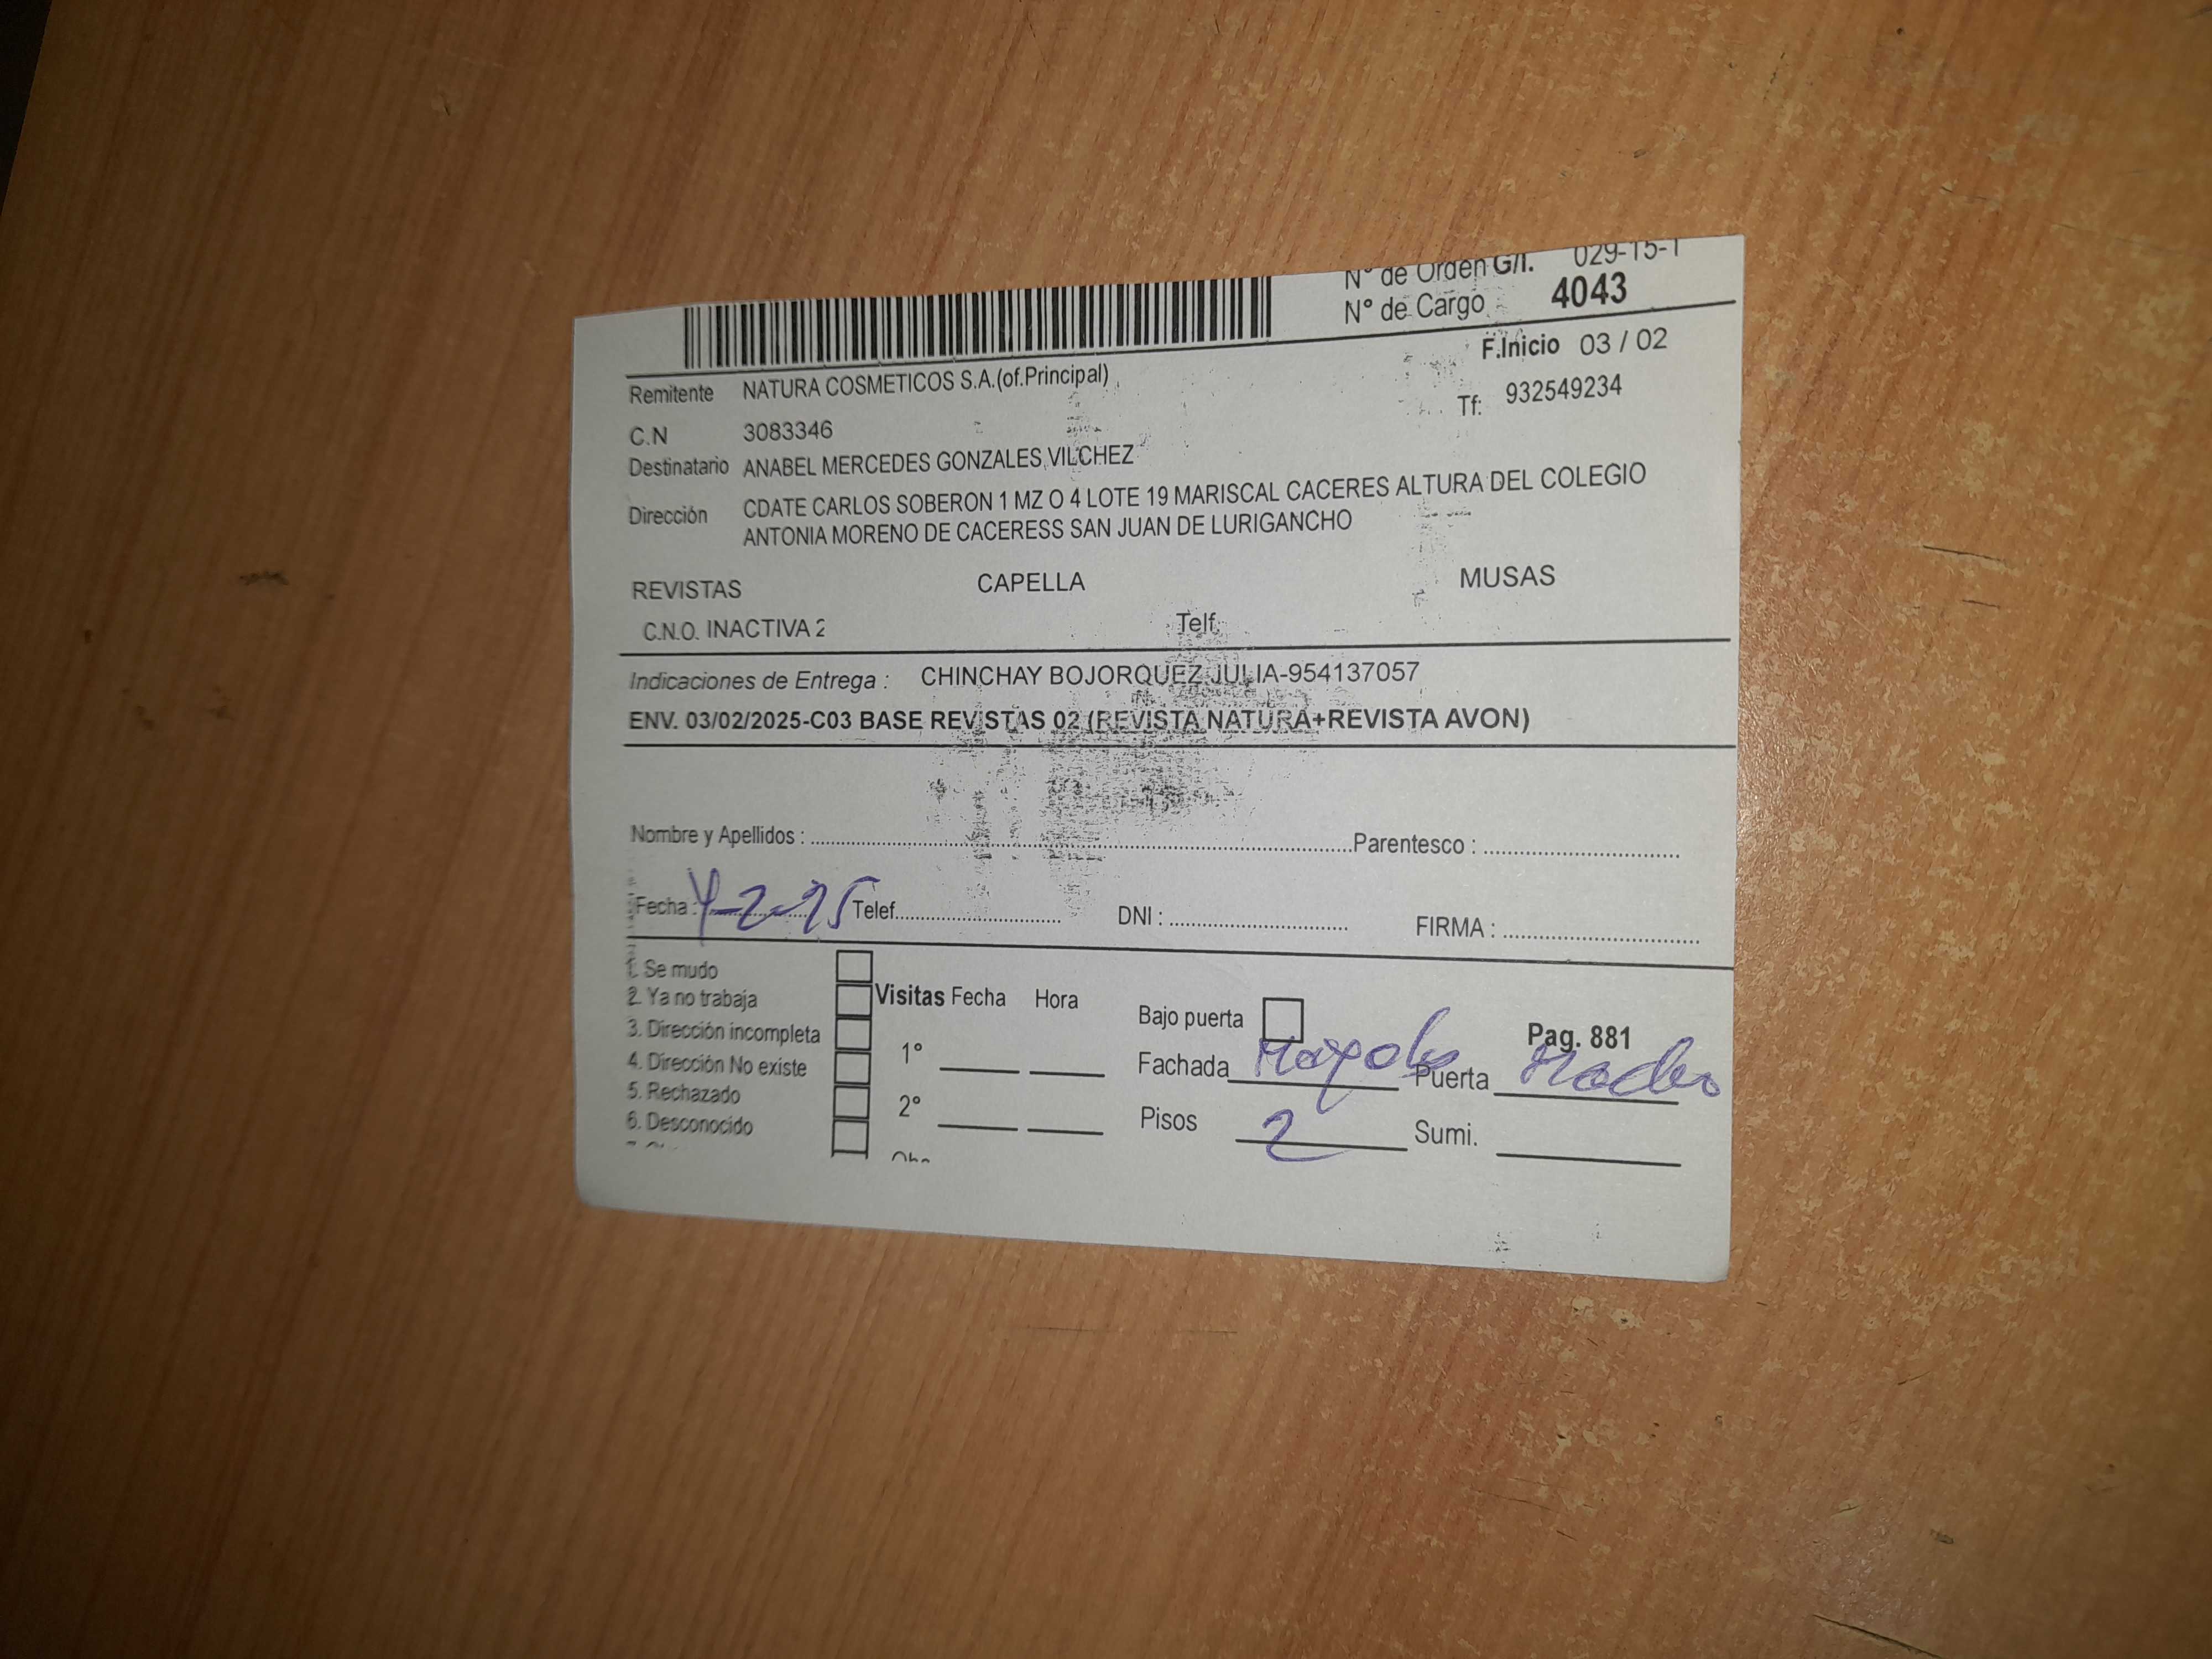 N° de Orden G/I. 029-15-1
N° de Cargo 4043
F.Inicio 03 / 02
Remitente NATURA COSMETICOS S.A.(of.Principal)
Tf: 932549234
C.N 3083346
Destinatario ANABEL MERCEDES GONZALES VILCHEZ
Dirección CDATE CARLOS SOBERON 1 MZ O 4 LOTE 19 MARISCAL CACERES ALTURA DEL COLEGIO
ANTONIA MORENO DE CACERESS SAN JUAN DE LURIGANCHO
REVISTAS CAPELLA MUSAS
C.N.O. INACTIVA 2 Telf.
Indicaciones de Entrega : CHINCHAY BOJORQUEZ JULIA-954137057
ENV. 03/02/2025-C03 BASE REVISTAS 02 (REVISTA NATURA+REVISTA AVON)
Nombre y Apellidos : Parentesco :
Fecha : 4-2-25 Telef. DNI : FIRMA :
1. Se mudo
2. Ya no trabaja Visitas Fecha Hora Bajo puerta Pag. 881
3. Dirección incompleta 1° Fachada Puerta
4. Dirección No existe
5. Rechazado 2° Pisos 2 Sumi.
6. Desconocido